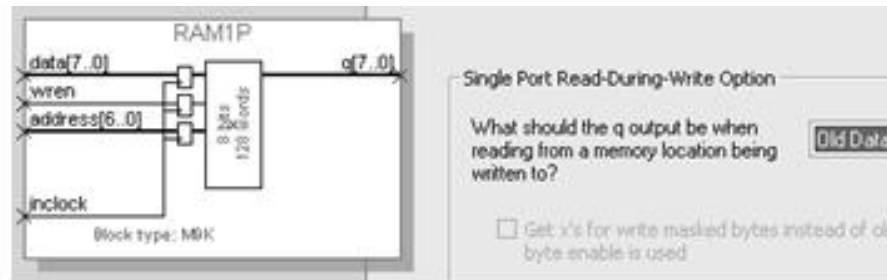 RAM1P
data[7..0]
q[7..0]
wren
address[6..0]
8 bits
128 Words
inclock
Block type: M9K
Single Port Read-During-Write Option
What should the q output be when
reading from a memory location being
written to?
Old Data
Get x's for write masked bytes instead of ol
byte enable is used